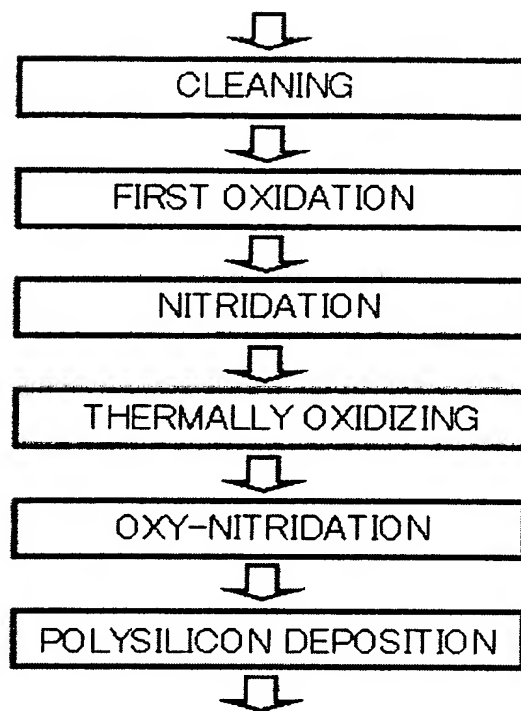 CLEANING
FIRST OXIDATION
NITRIDATION
THERMALLY OXIDIZING
OXY-NITRIDATION
POLYSILICON DEPOSITION